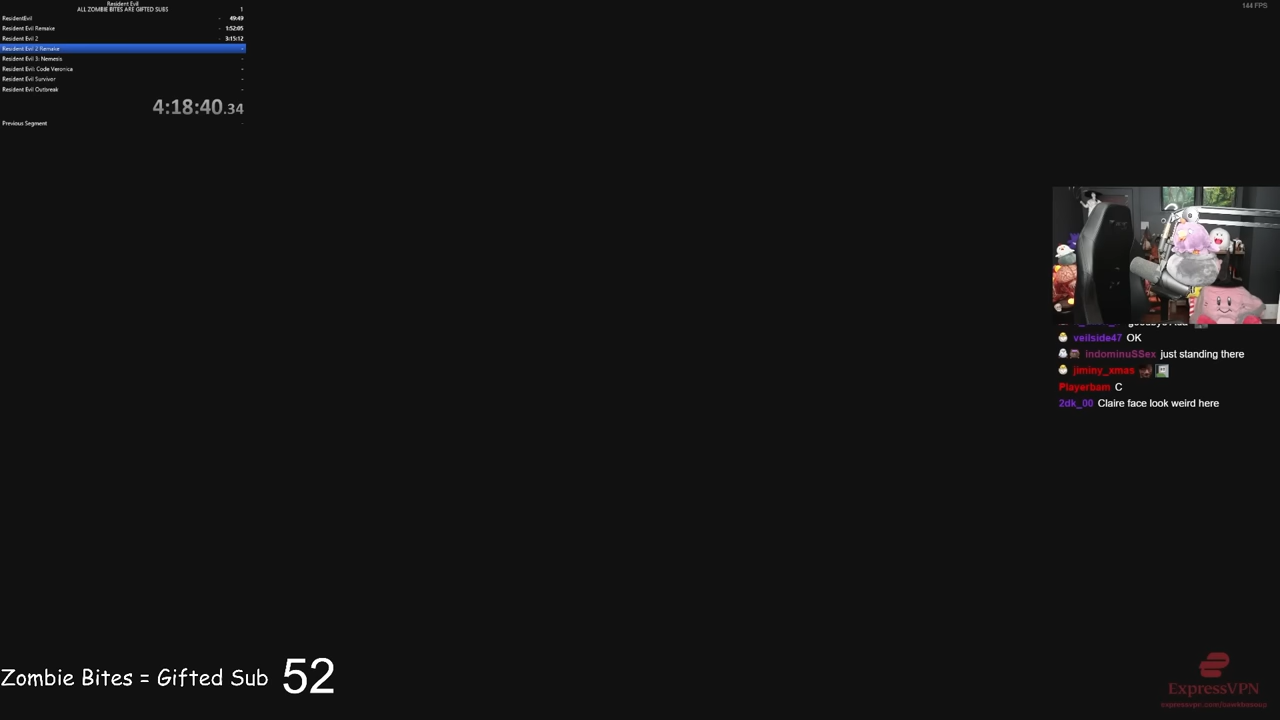 Resident Evil
ALL ZOMBIE BITES ARE GIFTED SUBS 1
ResidentEvil - 49:49
Resident Evil Remake - 1:52:05
Resident Evil 2 - 3:15:12
Resident Evil 2 Remake -
Resident Evil 3: Nemesis -
Resident Evil: Code Veronica -
Resident Evil Survivor -
Resident Evil Outbreak -
4:18:40.34
Previous Segment -
144 FPS
veilside47 OK
indominuSSex just standing there
jiminy_xmas
Playerbam C
2dk_00 Claire face look weird here
Zombie Bites = Gifted Sub 52
ExpressVPN